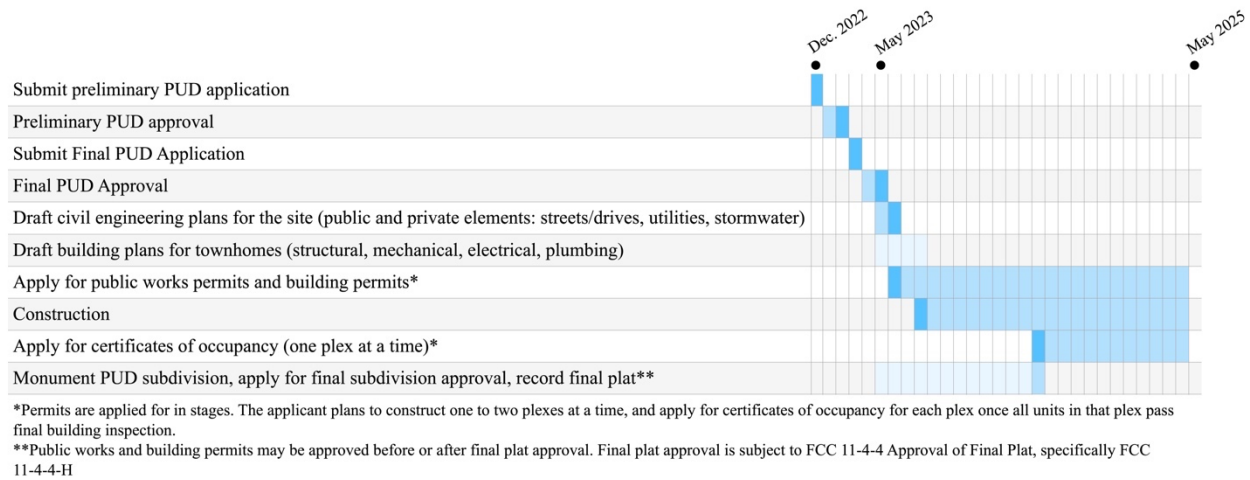 Dec. 2022
May 2023
May 2025
Submit preliminary PUD application
Preliminary PUD approval
Submit Final PUD Application
Final PUD Approval
Draft civil engineering plans for the site (public and private elements: streets/drives, utilities, stormwater)
Draft building plans for townhomes (structural, mechanical, electrical, plumbing)
Apply for public works permits and building permits*
Construction
Apply for certificates of occupancy (one plex at a time)*
Monument PUD subdivision, apply for final subdivision approval, record final plat**
*Permits are applied for in stages. The applicant plans to construct one to two plexes at a time, and apply for certificates of occupancy for each plex once all units in that plex pass
final building inspection.
**Public works and building permits may be approved before or after final plat approval. Final plat approval is subject to FCC 11-4-4 Approval of Final Plat, specifically FCC
11-4-4-H